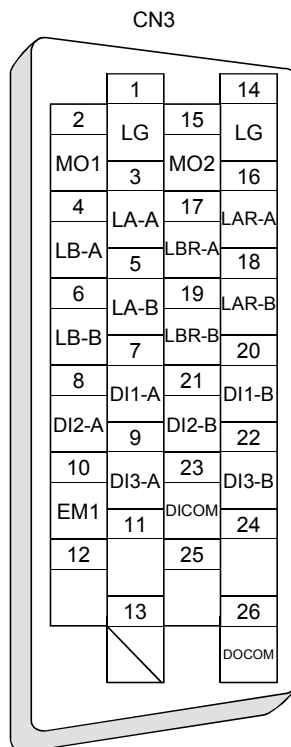 CN3
1 14
2 15
LG LG
MO1 MO2
3 16
4 17
LA-A LAR-A
LB-A LBR-A
5 18
6 19
LA-B LAR-B
LB-B LBR-B
7 20
8 21
DI1-A DI1-B
DI2-A DI2-B
9 22
10 23
DI3-A DI3-B
EM1 DICOM
11 24
12 25
13 26
DOCOM